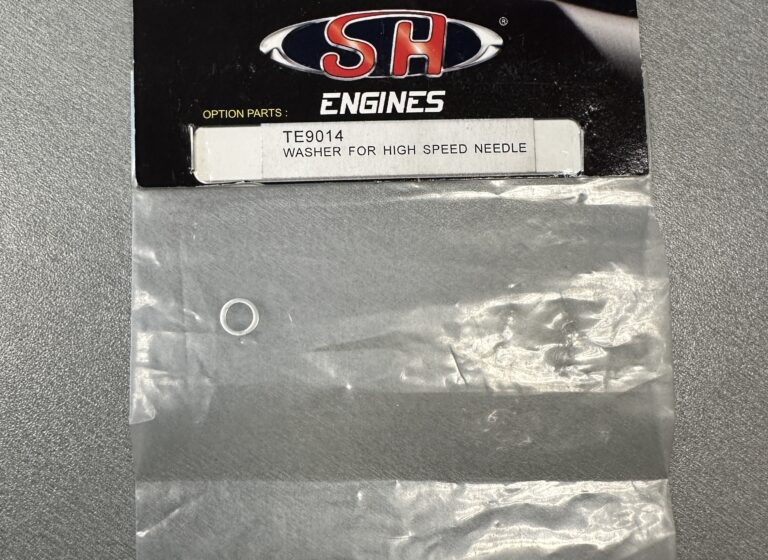 SH ®
ENGINES
OPTION PARTS :
TE9014
WASHER FOR HIGH SPEED NEEDLE